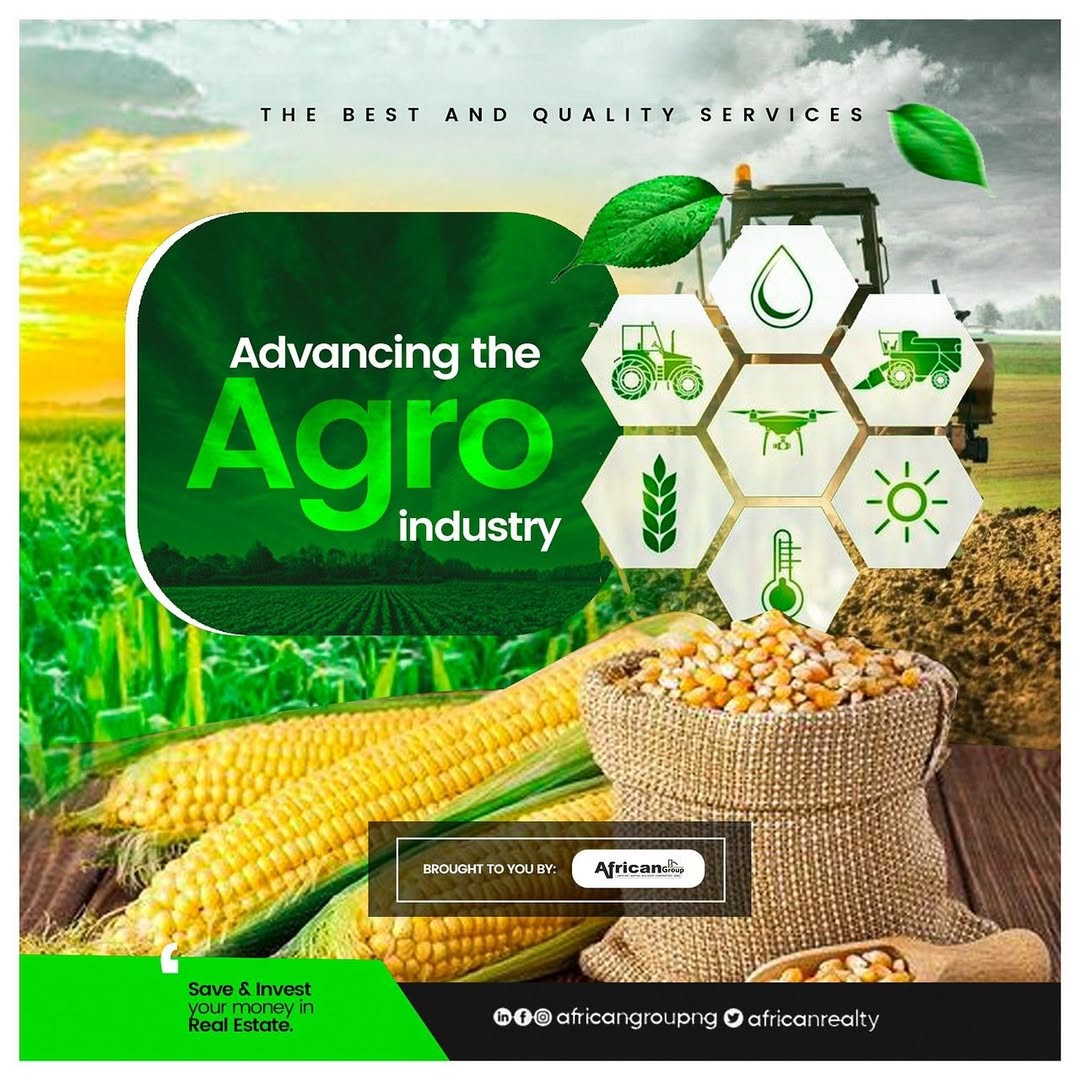 THE BEST AND QUALITY SERVICES
Advancing the
Agro
industry
BROUGHT TO YOU BY:
African Group
Save & Invest
your money in
Real Estate.
africangroupng africanrealty